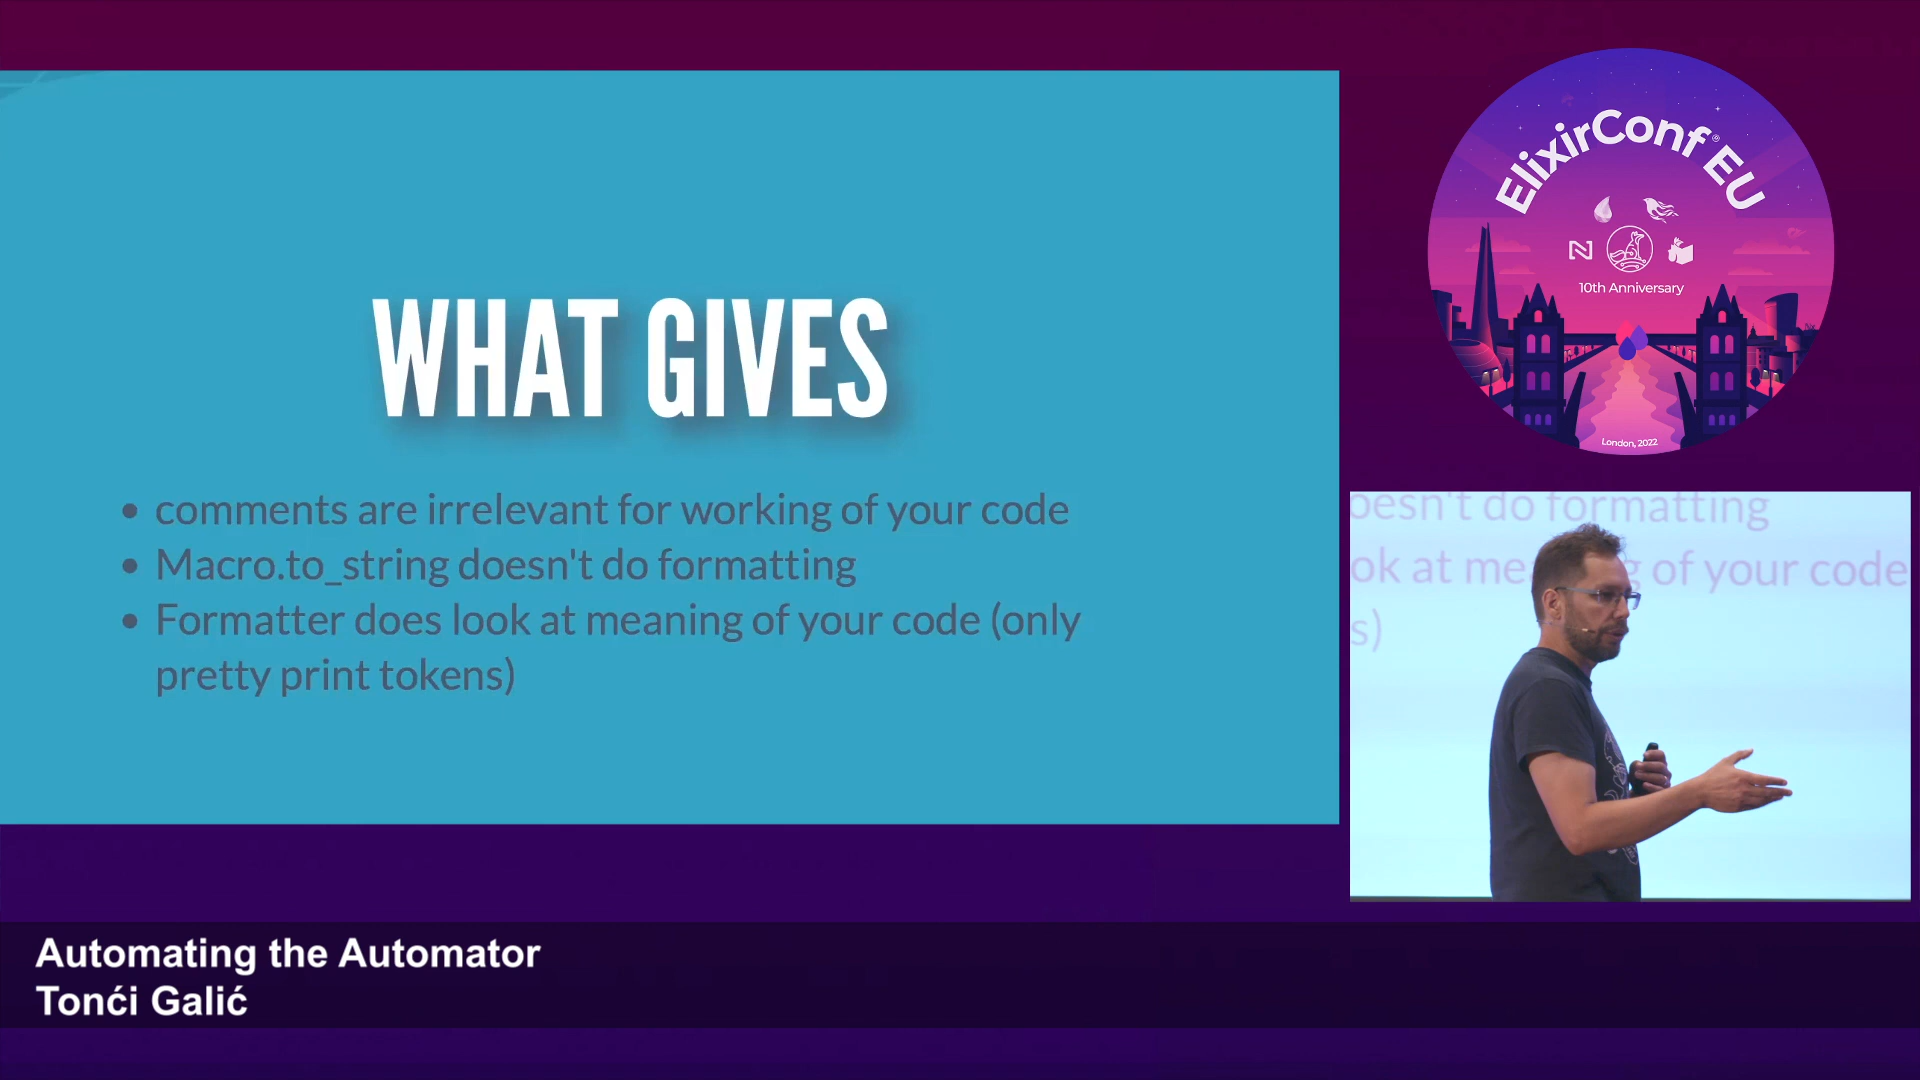 WHAT GIVES
• comments are irrelevant for working of your code
• Macro.to_string doesn't do formatting
• Formatter does look at meaning of your code (only
pretty print tokens)
ElixirConf® EU
10th Anniversary
London, 2022
oesn't do formatting
ok at me g of your code
s)
Automating the Automator
Tonći Galić